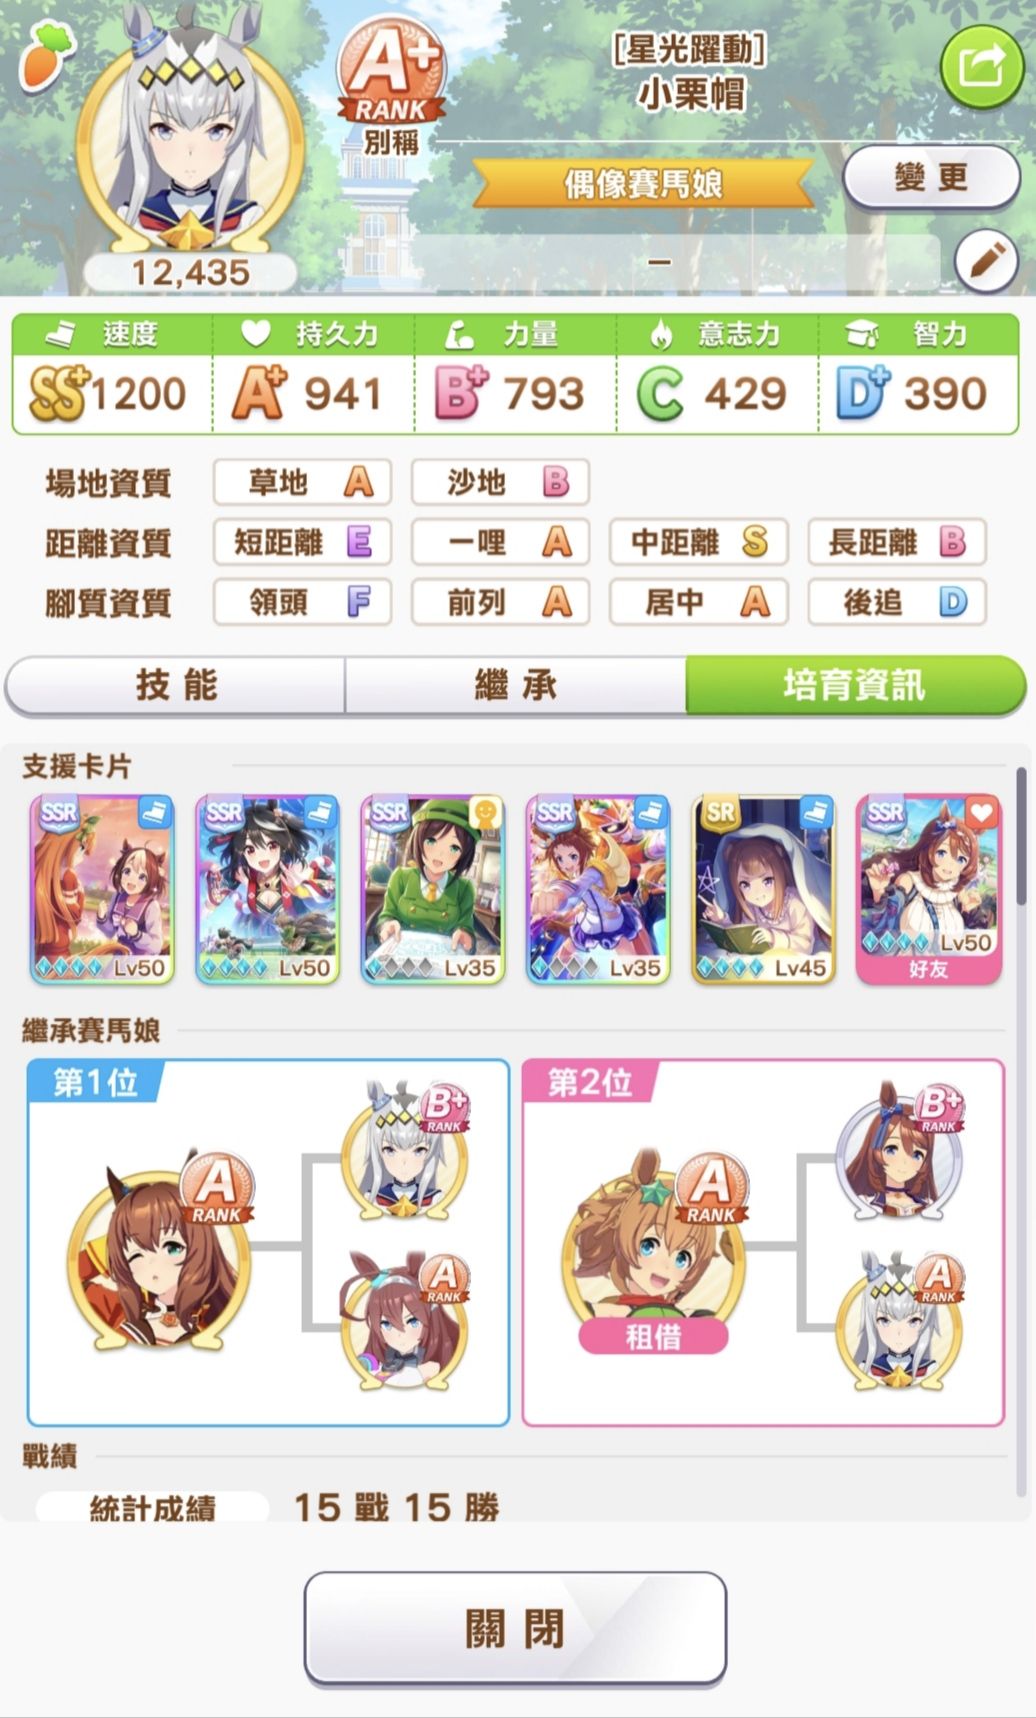 A+
RANK
別稱
[星光躍動]
小栗帽
偶像賽馬娘
變更
12,435
–
速度 持久力 力量 意志力 智力
SS+ 1200 A+ 941 B+ 793 C 429 D+ 390
場地資質 草地 A 沙地 B
距離資質 短距離 E 一哩 A 中距離 S 長距離 B
腳質資質 領頭 F 前列 A 居中 A 後追 D
技能 繼承 培育資訊
支援卡片
SSR SSR SSR SSR SR SSR
Lv50 Lv50 Lv35 Lv35 Lv45 Lv50
好友
繼承賽馬娘
第1位
A
RANK
B+
RANK
A
RANK
第2位
A
RANK
租借
B+
RANK
A
RANK
戰績
統計成績 15 戰 15 勝
關閉